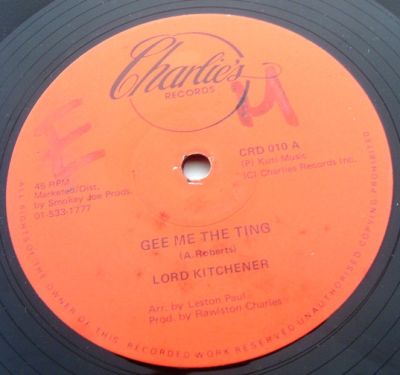 Charlie's
RECORDS
E
M
CRD 010 A
(P) Kuni Music
(C) Charlies Records Inc.
45 RPM
Marketed/Dist.
by Smokey Joe Prods.
01-533-1777
GEE ME THE TING
(A.Roberts)
LORD KITCHENER
Arr. by Leston Paul
Prod. by Rawlston Charles
ALL RIGHTS OF THE OWNER OF THIS RECORDED WORK RESERVED UNAUTHORISED COPYING PROHIBITED